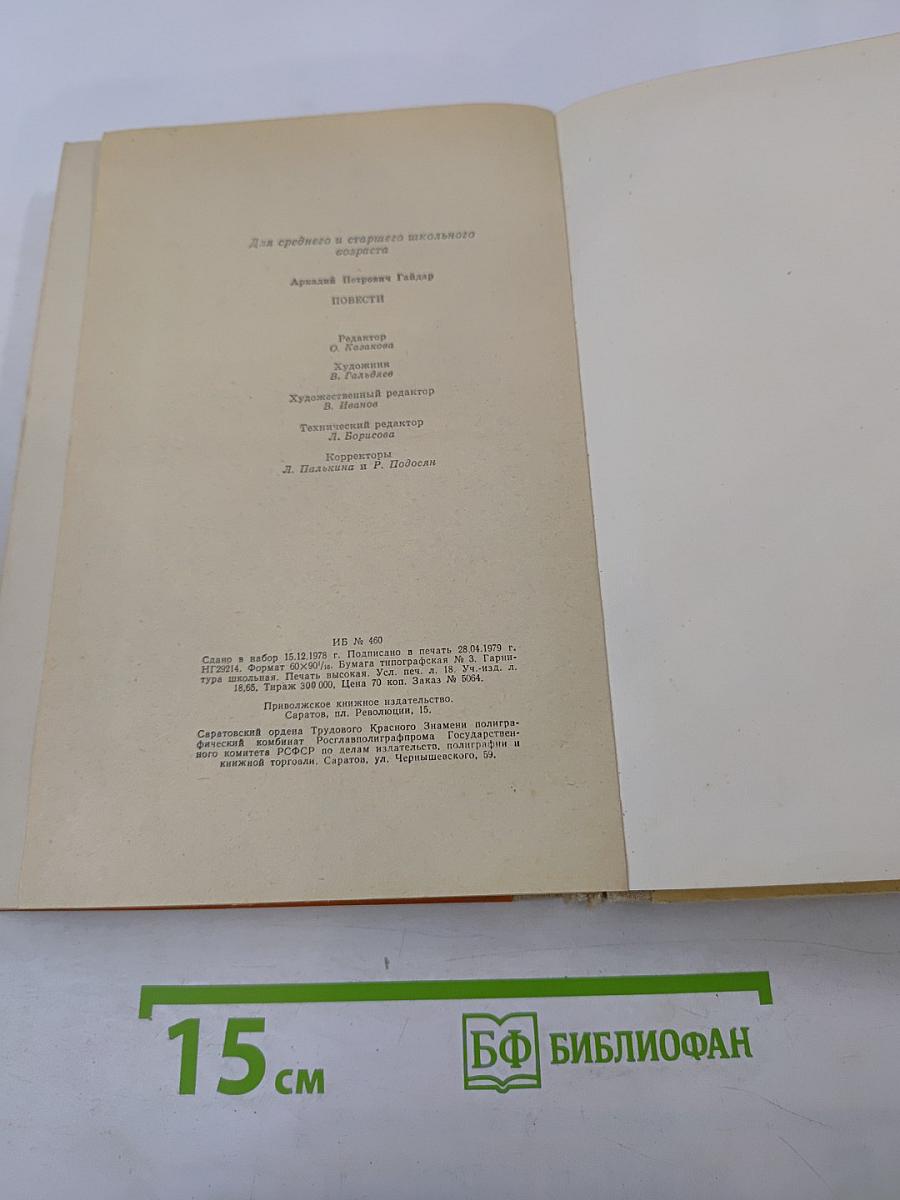 Для среднего и старшего школьного
возраста
Аркадий Петрович Гайдар
ПОВЕСТИ
Редактор
О. Казакова
Художник
В. Гальдяев
Художественный редактор
В. Иванов
Технический редактор
Л. Борисова
Корректоры
Л. Палькина и Р. Подосян
ИБ № 460
Сдано в набор 15.12.1978 г. Подписано в печать 28.04.1979 г.
НГ29214. Формат 60×90¹/₁₆. Бумага типографская № 3. Гарни-
тура школьная. Печать высокая. Усл. печ. л. 18. Уч.-изд. л.
18,65. Тираж 300 000. Цена 70 коп. Заказ № 5064.
Приволжское книжное издательство.
Саратов, пл. Революции, 15.
Саратовский ордена Трудового Красного Знамени полигра-
фический комбинат Росглавполиграфпрома Государствен-
ного комитета РСФСР по делам издательств, полиграфии и
книжной торговли. Саратов, ул. Чернышевского, 59.
15 см
БФ БИБЛИОФАН